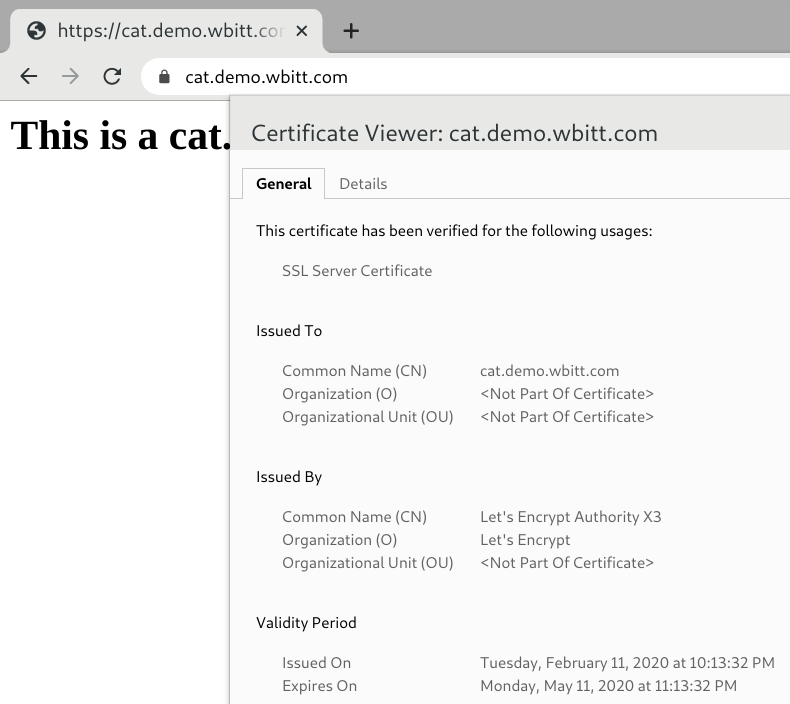 https://cat.demo.wbitt.co
cat.demo.wbitt.com
This is a cat.
Certificate Viewer: cat.demo.wbitt.com
General Details
This certificate has been verified for the following usages:
SSL Server Certificate
Issued To
Common Name (CN) cat.demo.wbitt.com
Organization (O) <Not Part Of Certificate>
Organizational Unit (OU) <Not Part Of Certificate>
Issued By
Common Name (CN) Let's Encrypt Authority X3
Organization (O) Let's Encrypt
Organizational Unit (OU) <Not Part Of Certificate>
Validity Period
Issued On Tuesday, February 11, 2020 at 10:13:32 PM
Expires On Monday, May 11, 2020 at 11:13:32 PM